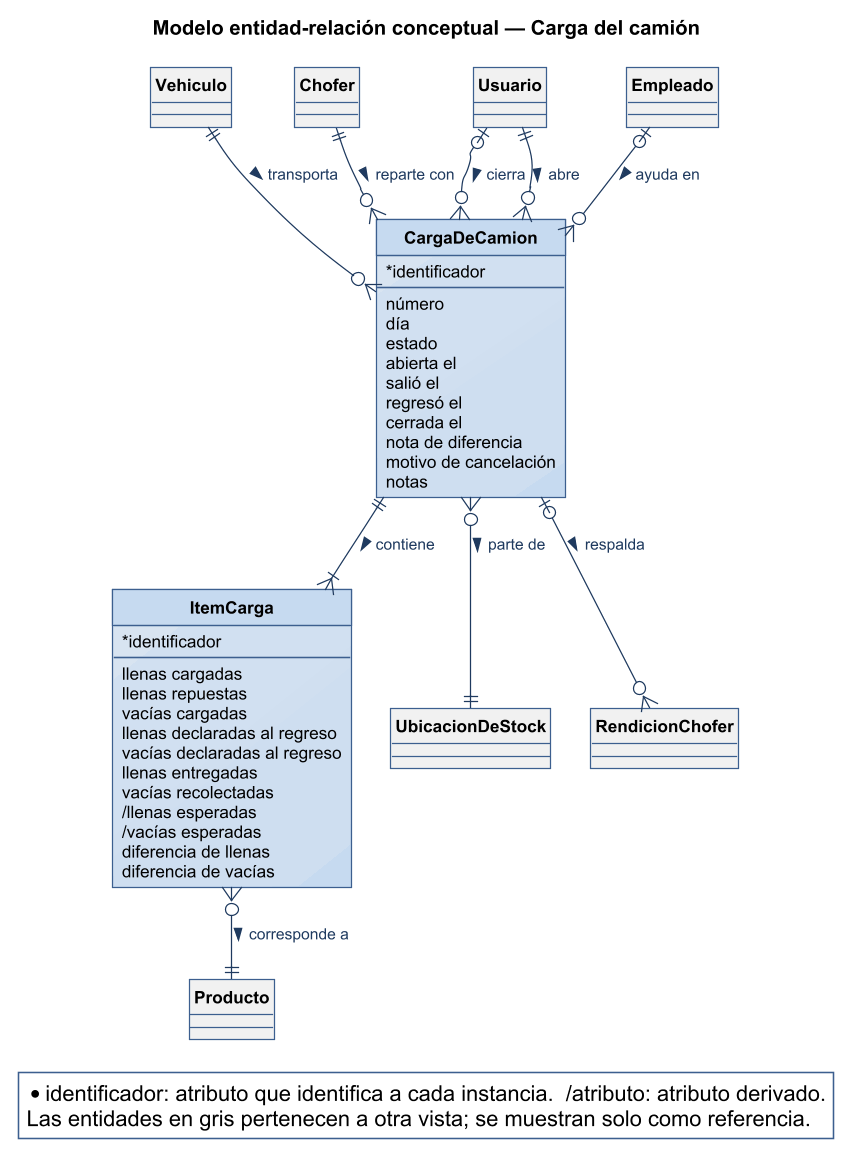 Modelo entidad-relación conceptual — Carga del camión
Vehiculo
Chofer
Usuario
Empleado
transporta
reparte con
cierra
abre
ayuda en
CargaDeCamion
*identificador
número
día
estado
abierta el
salió el
regresó el
cerrada el
nota de diferencia
motivo de cancelación
notas
contiene
parte de
respalda
ItemCarga
*identificador
llenas cargadas
llenas repuestas
vacías cargadas
llenas declaradas al regreso
vacías declaradas al regreso
llenas entregadas
vacías recolectadas
/llenas esperadas
/vacías esperadas
diferencia de llenas
diferencia de vacías
UbicacionDeStock
RendicionChofer
corresponde a
Producto
• identificador: atributo que identifica a cada instancia.  /atributo: atributo derivado.
Las entidades en gris pertenecen a otra vista; se muestran solo como referencia.